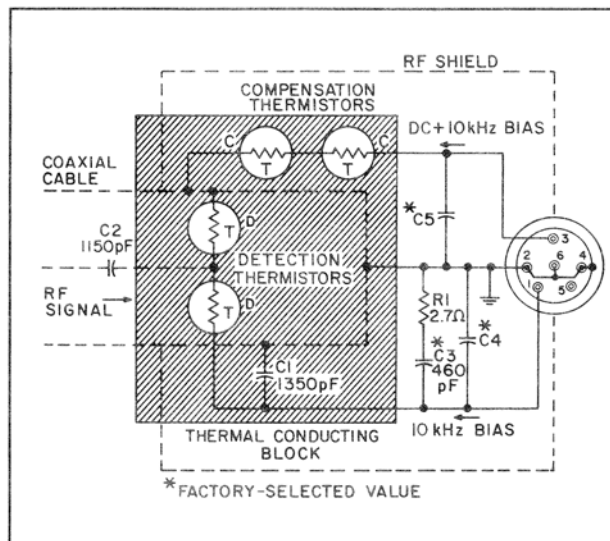 RF SHIELD
COMPENSATION
THERMISTORS
C
C
T
T
DC+10kHz BIAS
COAXIAL
CABLE
*C5
C2
1150pF
D
T
3
2
6
4
1
5
DETECTION
THERMISTORS
RF
SIGNAL
D
T
R1
2.7Ω
*
C3
460
pF
*
C4
C1
1350pF
10 kHz BIAS
THERMAL CONDUCTING
BLOCK
*FACTORY-SELECTED VALUE